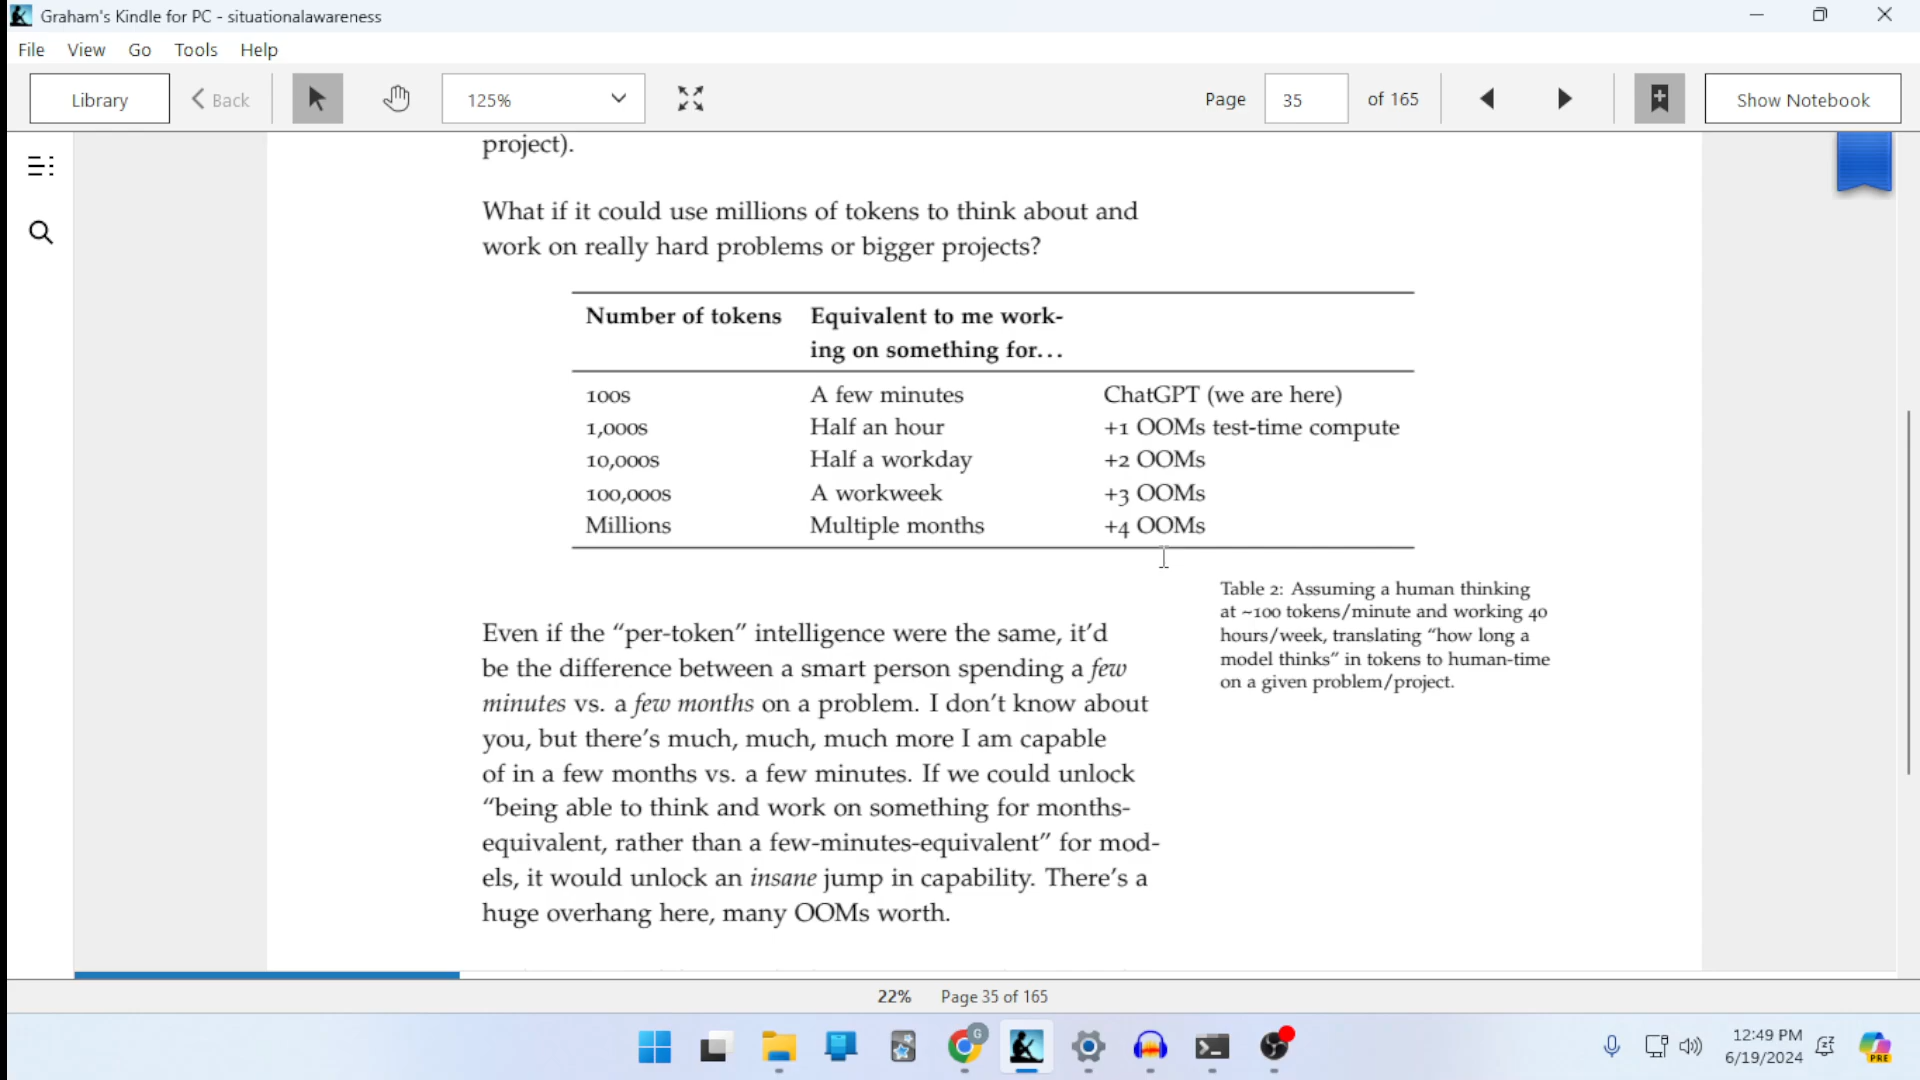 Graham's Kindle for PC - situationalawareness
File View Go Tools Help
Library Back 125% Page 35 of 165 Show Notebook
project).
What if it could use millions of tokens to think about and
work on really hard problems or bigger projects?
Number of tokens Equivalent to me work-
ing on something for...
100s A few minutes ChatGPT (we are here)
1,000s Half an hour +1 OOMs test-time compute
10,000s Half a workday +2 OOMs
100,000s A workweek +3 OOMs
Millions Multiple months +4 OOMs
Table 2: Assuming a human thinking
at ~100 tokens/minute and working 40
hours/week, translating "how long a
model thinks" in tokens to human-time
on a given problem/project.
Even if the "per-token" intelligence were the same, it'd
be the difference between a smart person spending a few
minutes vs. a few months on a problem. I don't know about
you, but there's much, much, much more I am capable
of in a few months vs. a few minutes. If we could unlock
"being able to think and work on something for months-
equivalent, rather than a few-minutes-equivalent" for mod-
els, it would unlock an insane jump in capability. There's a
huge overhang here, many OOMs worth.
22% Page 35 of 165
G
12:49 PM
6/19/2024
PRE